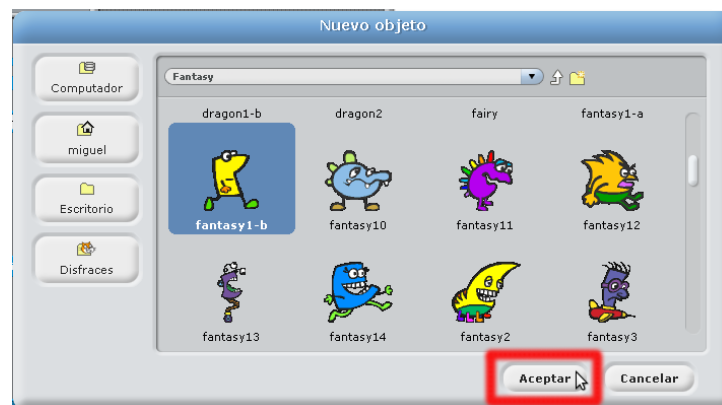 Nuevo objeto
Computador
miguel
Escritorio
Disfraces
Fantasy
dragon1-b dragon2 fairy fantasy1-a
fantasy1-b fantasy10 fantasy11 fantasy12
fantasy13 fantasy14 fantasy2 fantasy3
Aceptar Cancelar